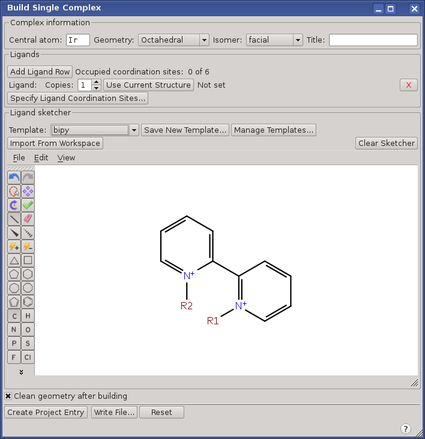 Build Single Complex
Complex information
Central atom: Ir Geometry: Octahedral Isomer: facial Title:
Ligands
Add Ligand Row Occupied coordination sites: 0 of 6
Ligand: Copies: 1 Use Current Structure Not set X
Specify Ligand Coordination Sites...
Ligand sketcher
Template: bipy Save New Template... Manage Templates...
Import From Workspace Clear Sketcher
File Edit View
N+
R2
N+
R1
C H
N O
P S
F Cl
Clean geometry after building
Create Project Entry Write File... Reset
?